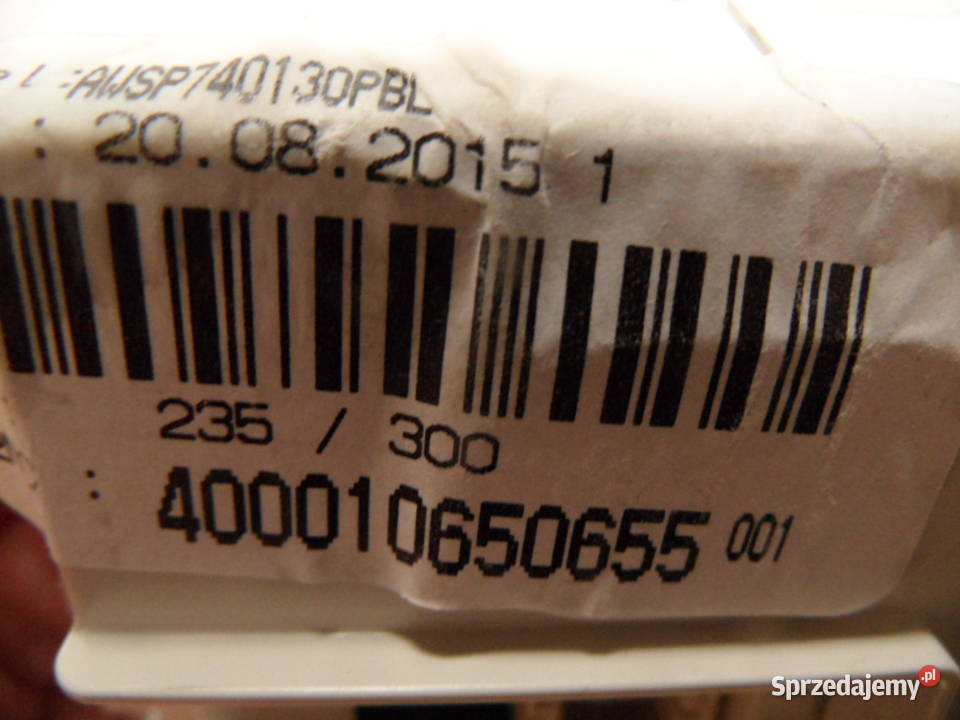 AWSP740130PBL
: 20.08.2015 1
235 / 300
: 400010650655 001
Sprzedajemy.pl